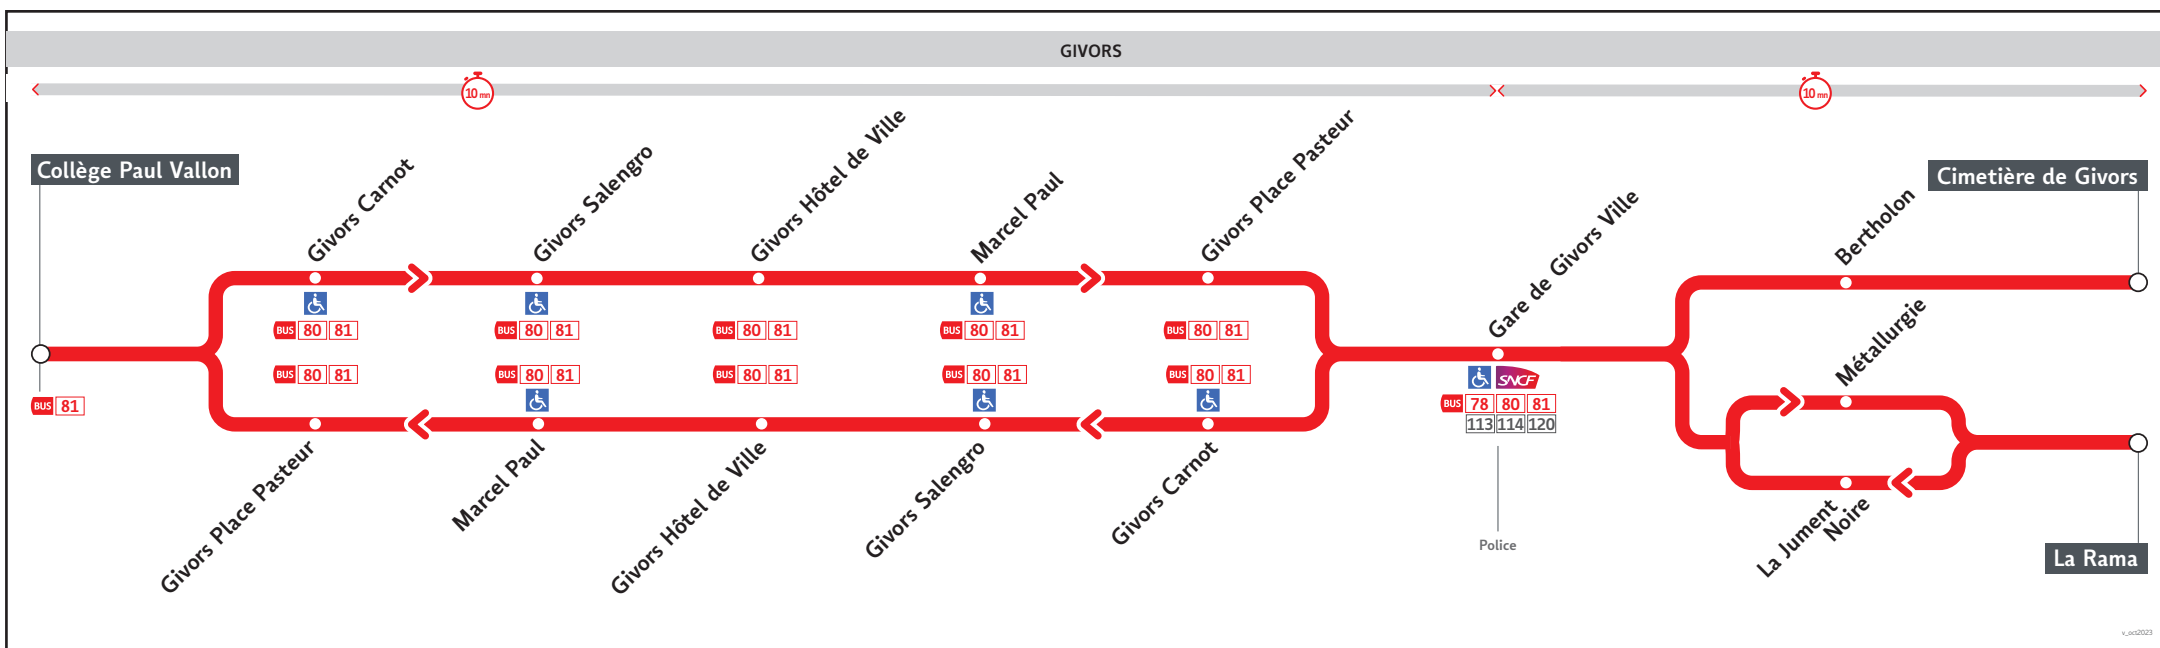 GIVORS
10 mn
10 mn
Collège Paul Vallon
Givors Carnot
Givors Salengro
Givors Hôtel de Ville
Marcel Paul
Givors Place Pasteur
Gare de Givors Ville
Bertholon
Cimetière de Givors
Métallurgie
BUS 80 81
BUS 80 81
BUS 80 81
BUS 80 81
BUS 80 81
BUS 81
BUS 80 81
BUS 80 81
BUS 80 81
BUS 80 81
BUS 80 81
SNCF
BUS 78 80 81
113 114 120
Police
Givors Place Pasteur
Marcel Paul
Givors Hôtel de Ville
Givors Salengro
Givors Carnot
La Jument
Noire
La Rama
v_oct2023